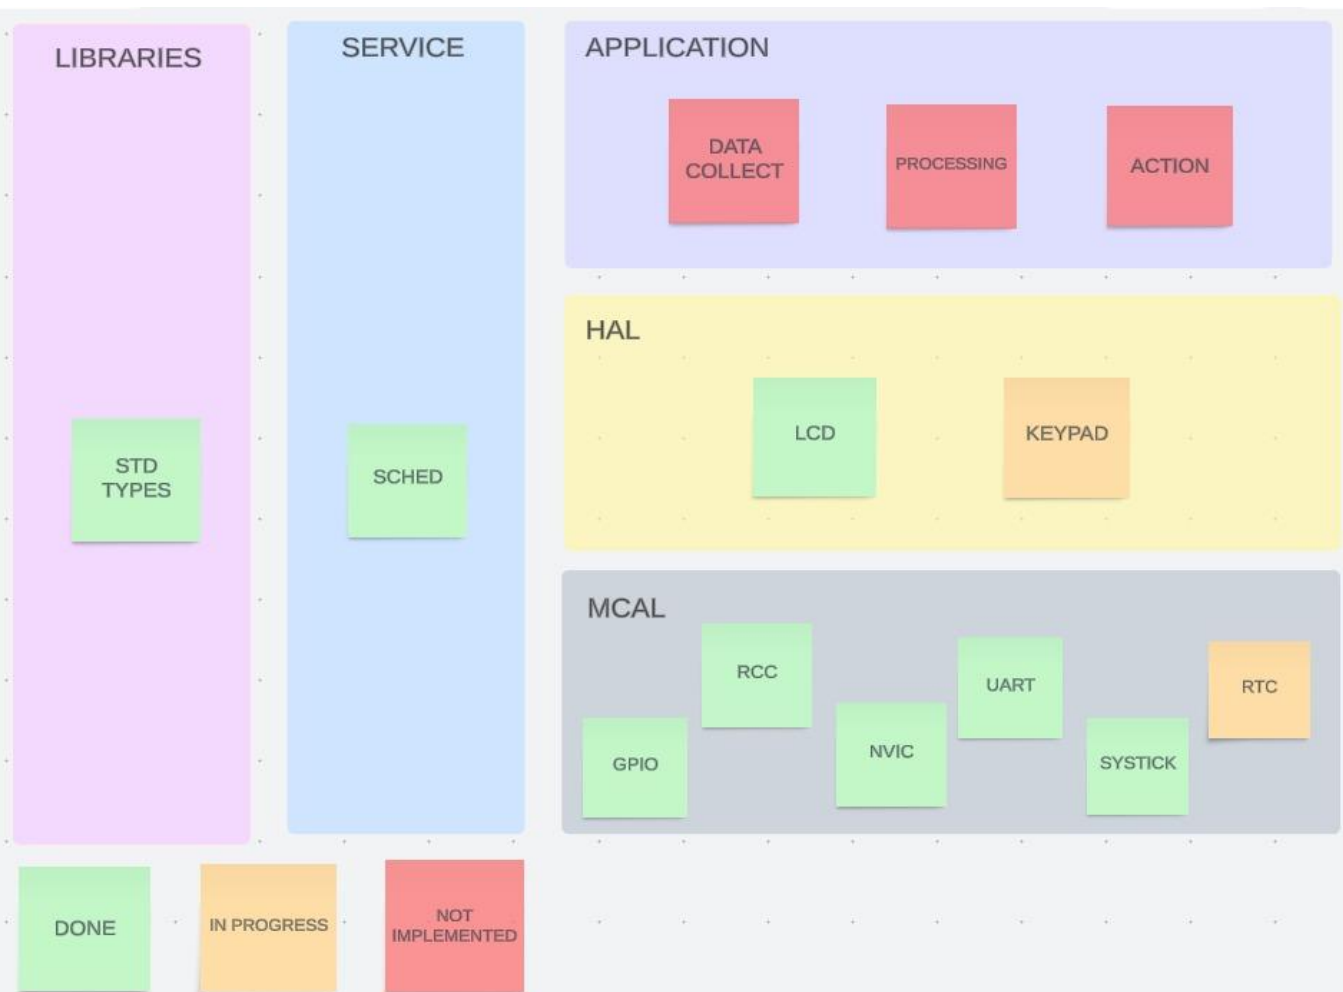 LIBRARIES
SERVICE
APPLICATION
DATA
COLLECT
PROCESSING
ACTION
HAL
LCD
KEYPAD
STD
TYPES
SCHED
MCAL
RCC
UART
RTC
GPIO
NVIC
SYSTICK
DONE
IN PROGRESS
NOT
IMPLEMENTED